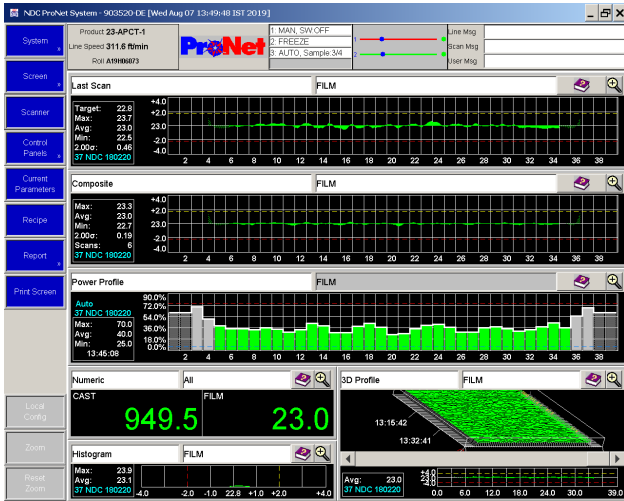 NDC ProNet System - 903520-DE [Wed Aug 07 13:49:48 IST 2019]
System »
Product 23-APCT-1
Line Speed 311.6 ft/min
Roll A19H06073
ProNet
1: MAN, SW:OFF
2: FREEZE
3: AUTO, Sample:3/4
1
2
Line Msg
Scan Msg
User Msg
Screen »
Scanner
Control Panels »
Current Parameters
Recipe
Report »
Print Screen
Local Config
Zoom
Reset Zoom
Last Scan FILM
Target: 22.8
Max: 23.7
Avg: 23.0
Min: 22.5
2.00σ: 0.46
37 NDC 180220
+4.0
+2.0
23.0
-2.0
-4.0
2 4 6 8 10 12 14 16 18 20 22 24 26 28 30 32 34 36 38
Composite FILM
Max: 23.3
Avg: 23.0
Min: 22.7
2.00σ: 0.19
Scans: 6
37 NDC 180220
+4.0
+2.0
23.0
-2.0
-4.0
2 4 6 8 10 12 14 16 18 20 22 24 26 28 30 32 34 36 38
Power Profile FILM
Auto
37 NDC 180220
Max: 70.0
Avg: 40.0
Min: 25.0
13:45:08
90.0%
72.0%
54.0%
36.0%
18.0%
0.0%
2 4 6 8 10 12 14 16 18 20 22 24 26 28 30 32 34 36 38
Numeric All
CAST 949.5
FILM 23.0
Histogram FILM
Max: 23.9
Avg: 23.1
37 NDC 180220
-4.0 -2.0 -1.0 22.8 +1.0 +2.0 +4.0
3D Profile FILM
13:15:42
13:32:41
Avg: 23.0
37 NDC 180220
+4.0
23.0
-4.0
0.0 6.0 12.0 18.0 24.0 30.0 39.0